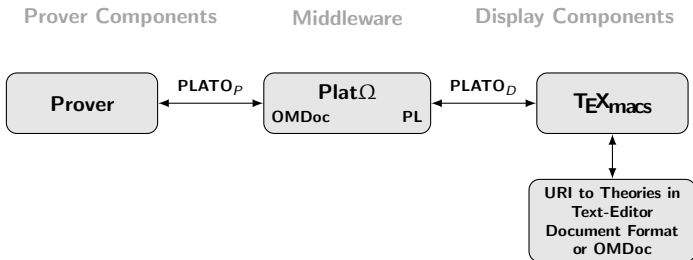 Prover Components Middleware Display Components
Prover PLATO_P PlatΩ PLATO_D TEXmacs
OMDoc PL
URI to Theories in
Text-Editor
Document Format
or OMDoc